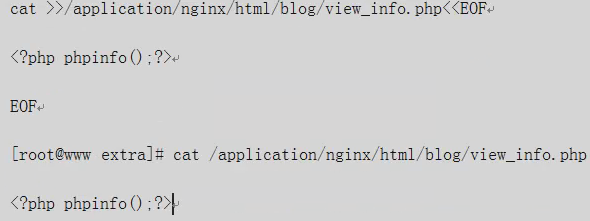 cat >>/application/nginx/html/blog/view_info.php<<EOF
<?php phpinfo();?>
EOF
[root@www extra]# cat /application/nginx/html/blog/view_info.php
<?php phpinfo();?>